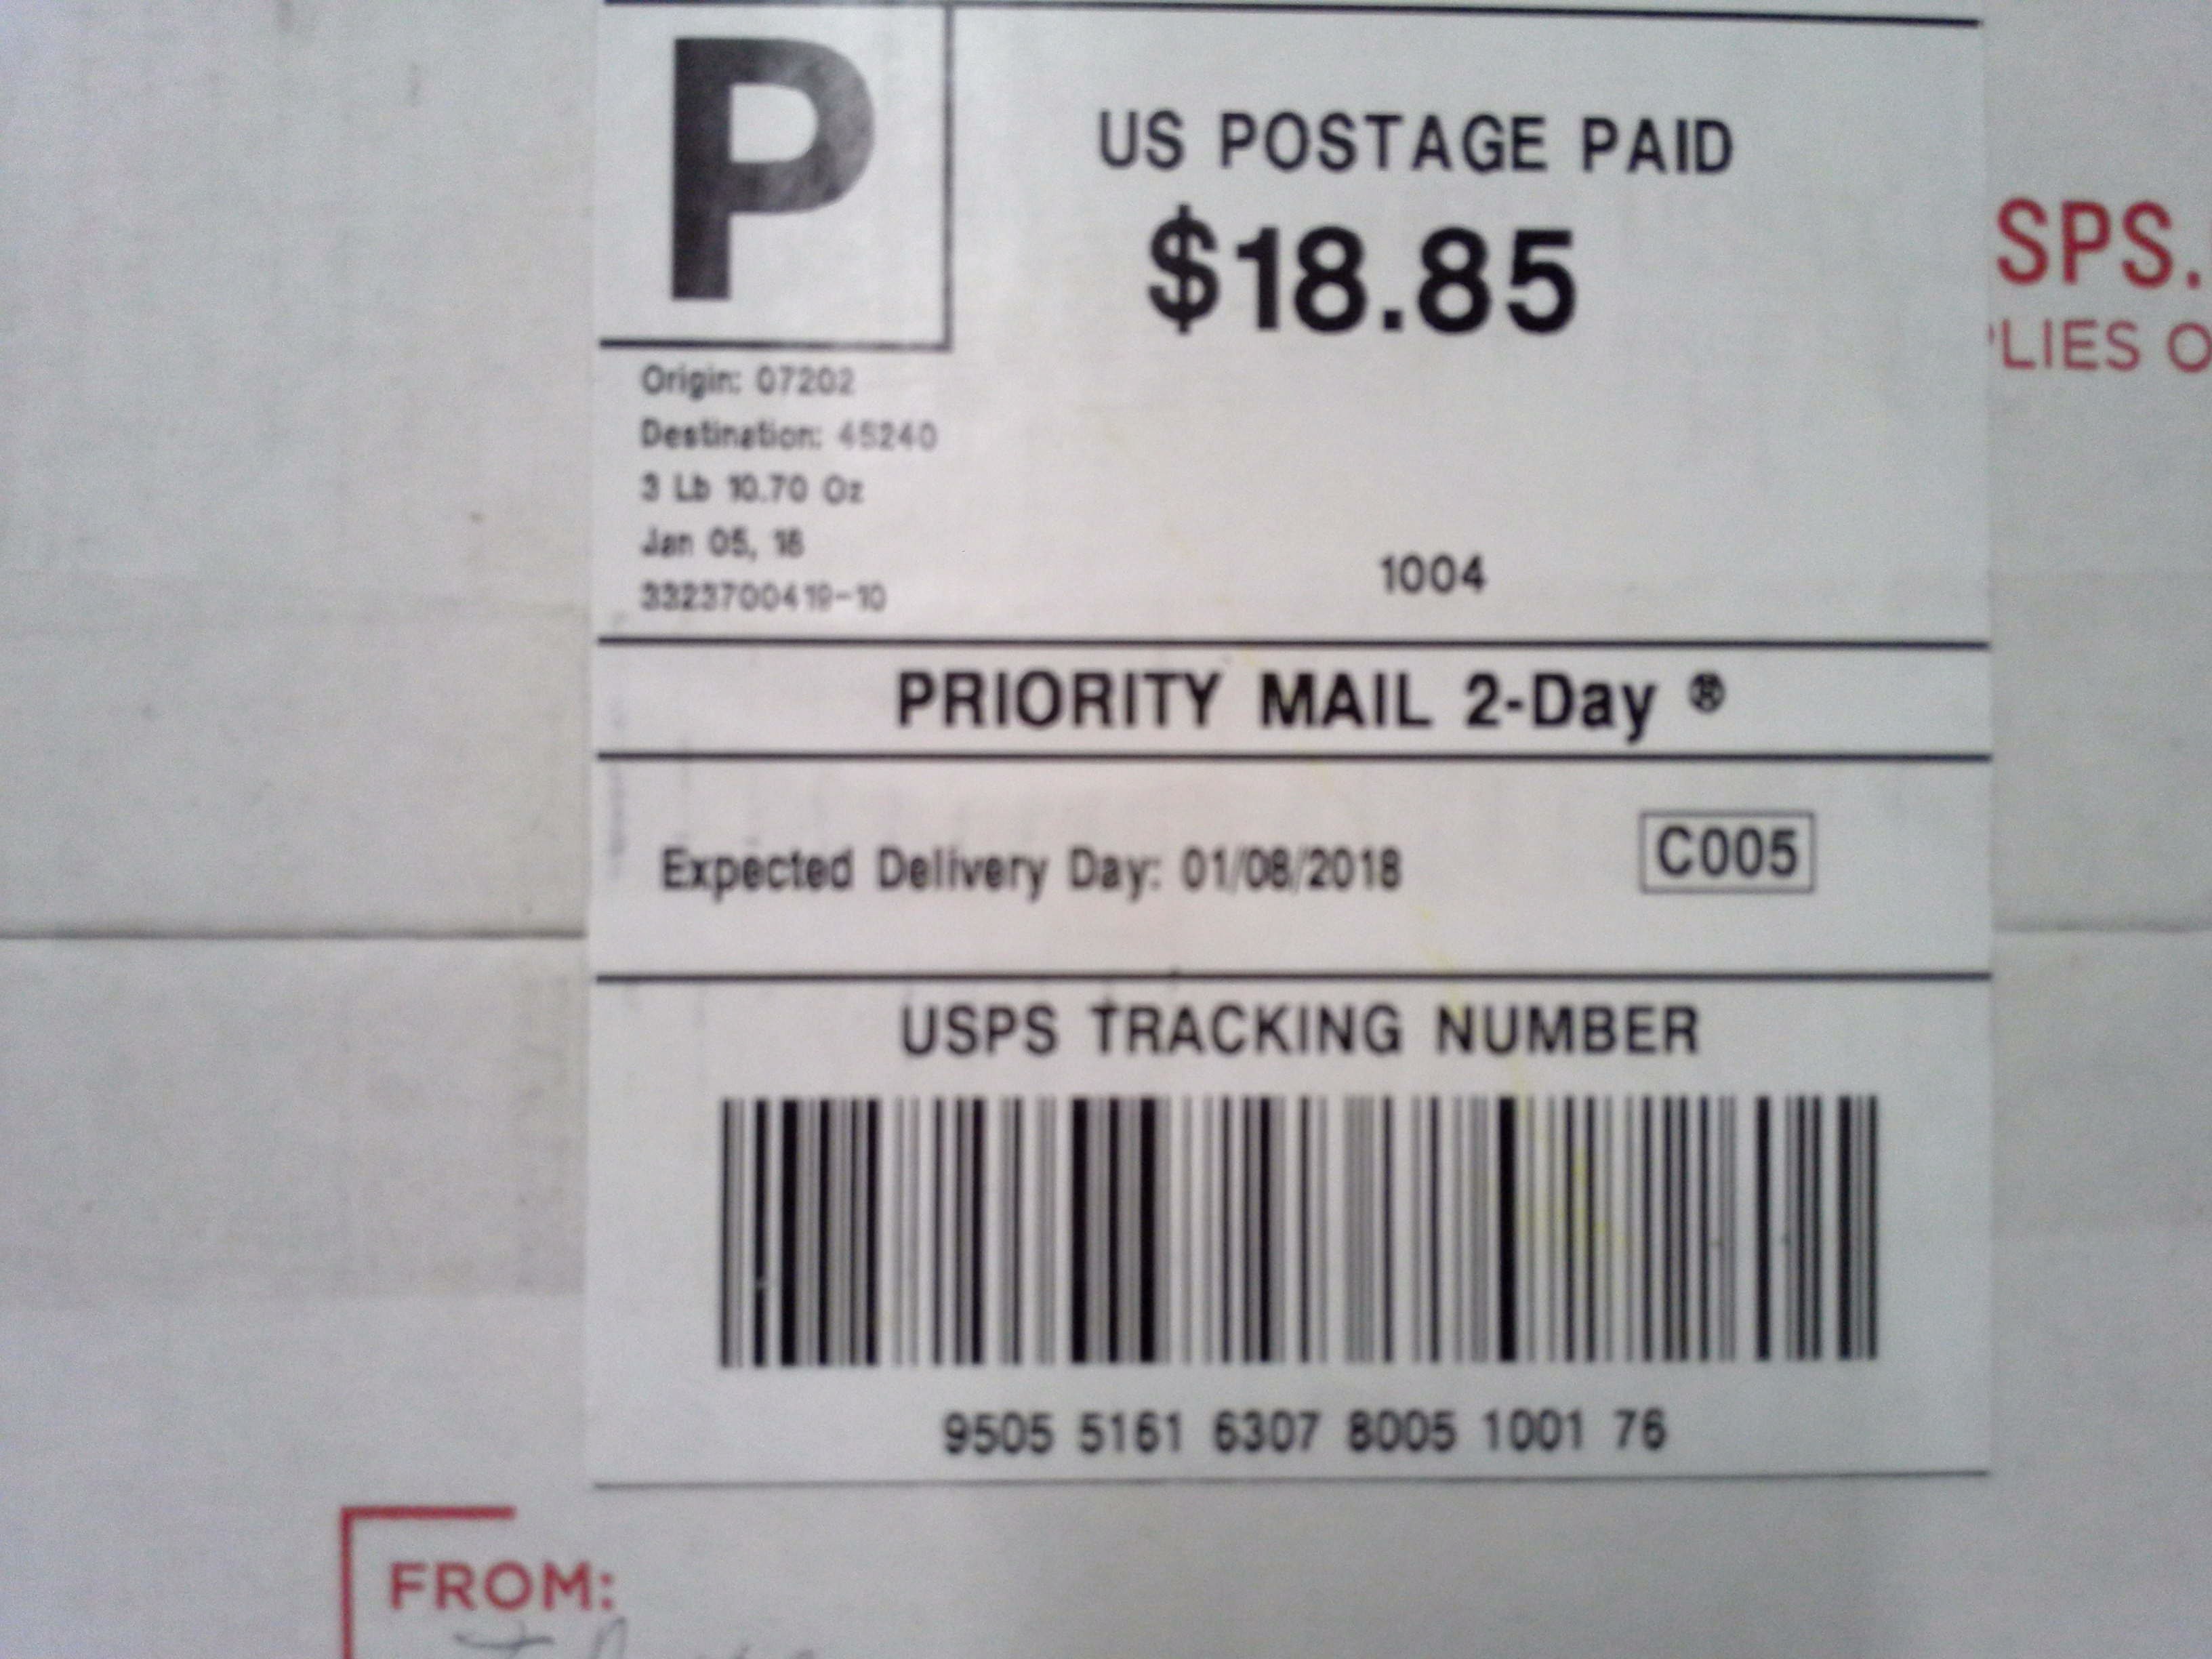 P
US POSTAGE PAID
$18.85
SPS.
PLIES O
Origin: 07202
Destination: 45240
3 Lb 10.70 Oz
Jan 05, 18
3323700419-10
1004
PRIORITY MAIL 2-Day ®
Expected Delivery Day: 01/08/2018
C005
USPS TRACKING NUMBER
9505 5161 6307 8005 1001 76
FROM: